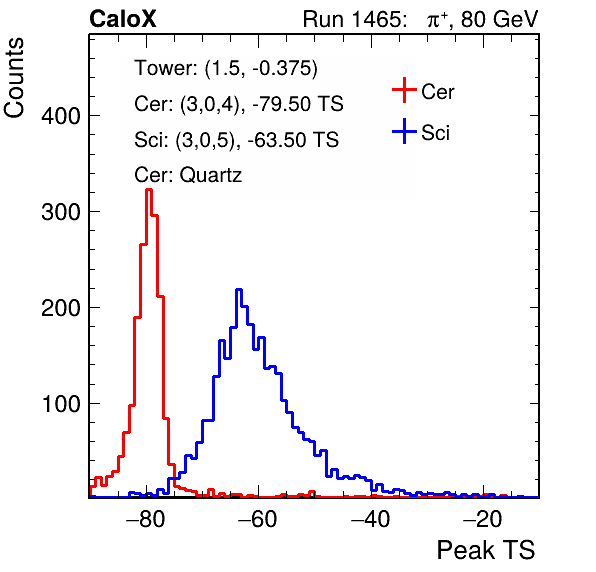 CaloX Run 1465: π⁺, 80 GeV
Counts
Tower: (1.5, -0.375)
Cer: (3,0,4), -79.50 TS
Sci: (3,0,5), -63.50 TS
Cer: Quartz
Cer
Sci
400
300
200
100
−80 −60 −40 −20
Peak TS